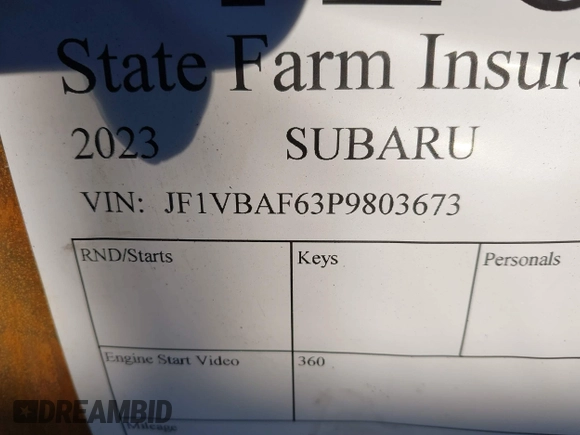 State Farm Insur
2023 SUBARU
VIN: JF1VBAF63P9803673
RND/Starts Keys Personals
Engine Start Video 360
Mileage
DREAMBID